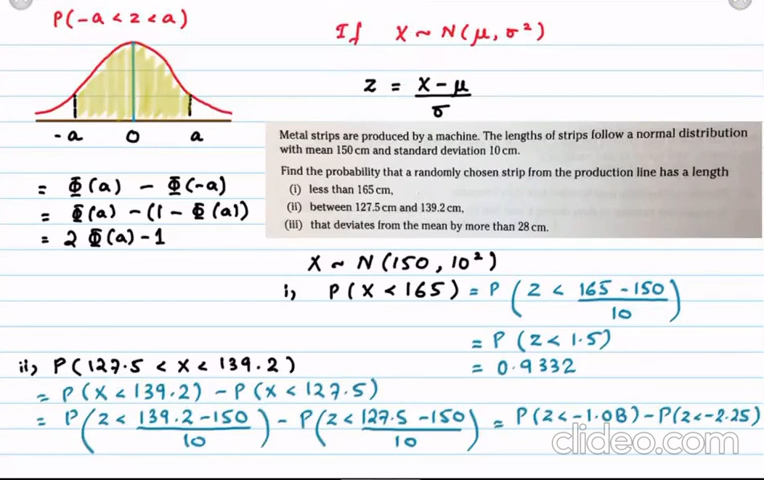 P(-a < z < a)
If X ~ N(μ, σ²)
z = X - μ / σ
-a 0 a
Metal strips are produced by a machine. The lengths of strips follow a normal distribution
with mean 150 cm and standard deviation 10 cm.
Find the probability that a randomly chosen strip from the production line has a length
(i) less than 165 cm,
(ii) between 127.5 cm and 139.2 cm,
(iii) that deviates from the mean by more than 28 cm.
= Φ(a) - Φ(-a)
= Φ(a) - (1 - Φ(a))
= 2 Φ(a) - 1
X ~ N(150, 10²)
i, P(X < 165) = P(Z < 165 - 150 / 10)
= P(Z < 1.5)
= 0.9332
ii, P(127.5 < X < 139.2)
= P(X < 139.2) - P(X < 127.5)
= P(Z < 139.2 - 150 / 10) - P(Z < 127.5 - 150 / 10) = P(Z < -1.08) - P(Z < -2.25)
clideo.com